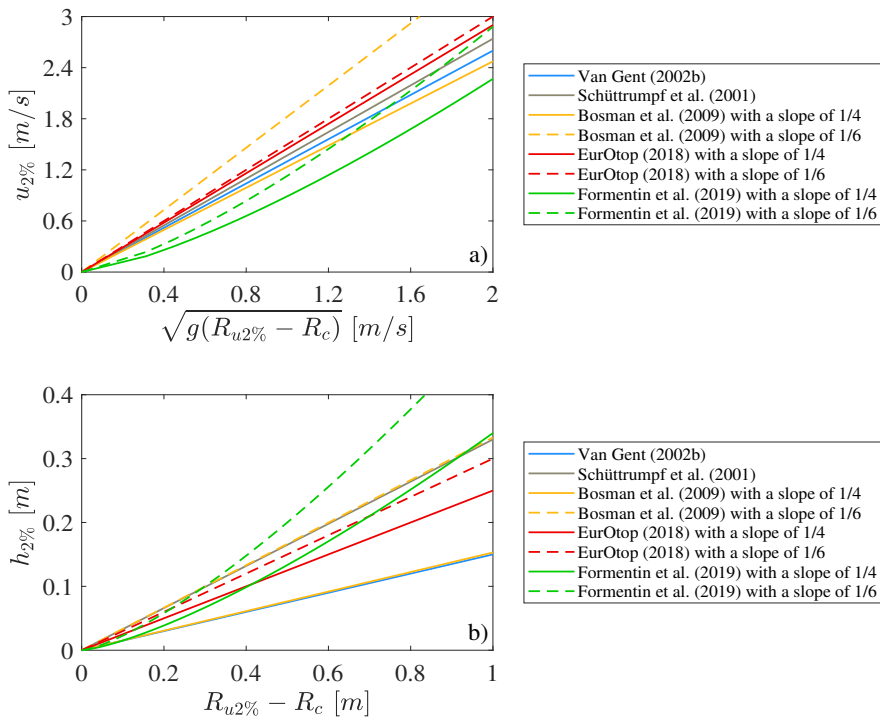 3
2.4
1.8
1.2
0.6
0
u2% [m/s]
a)
0 0.4 0.8 1.2 1.6 2
√g(Ru2% − Rc) [m/s]
Van Gent (2002b)
Schüttrumpf et al. (2001)
Bosman et al. (2009) with a slope of 1/4
Bosman et al. (2009) with a slope of 1/6
EurOtop (2018) with a slope of 1/4
EurOtop (2018) with a slope of 1/6
Formentin et al. (2019) with a slope of 1/4
Formentin et al. (2019) with a slope of 1/6
0.4
0.3
0.2
0.1
0
h2% [m]
b)
0 0.2 0.4 0.6 0.8 1
Ru2% − Rc [m]
Van Gent (2002b)
Schüttrumpf et al. (2001)
Bosman et al. (2009) with a slope of 1/4
Bosman et al. (2009) with a slope of 1/6
EurOtop (2018) with a slope of 1/4
EurOtop (2018) with a slope of 1/6
Formentin et al. (2019) with a slope of 1/4
Formentin et al. (2019) with a slope of 1/6